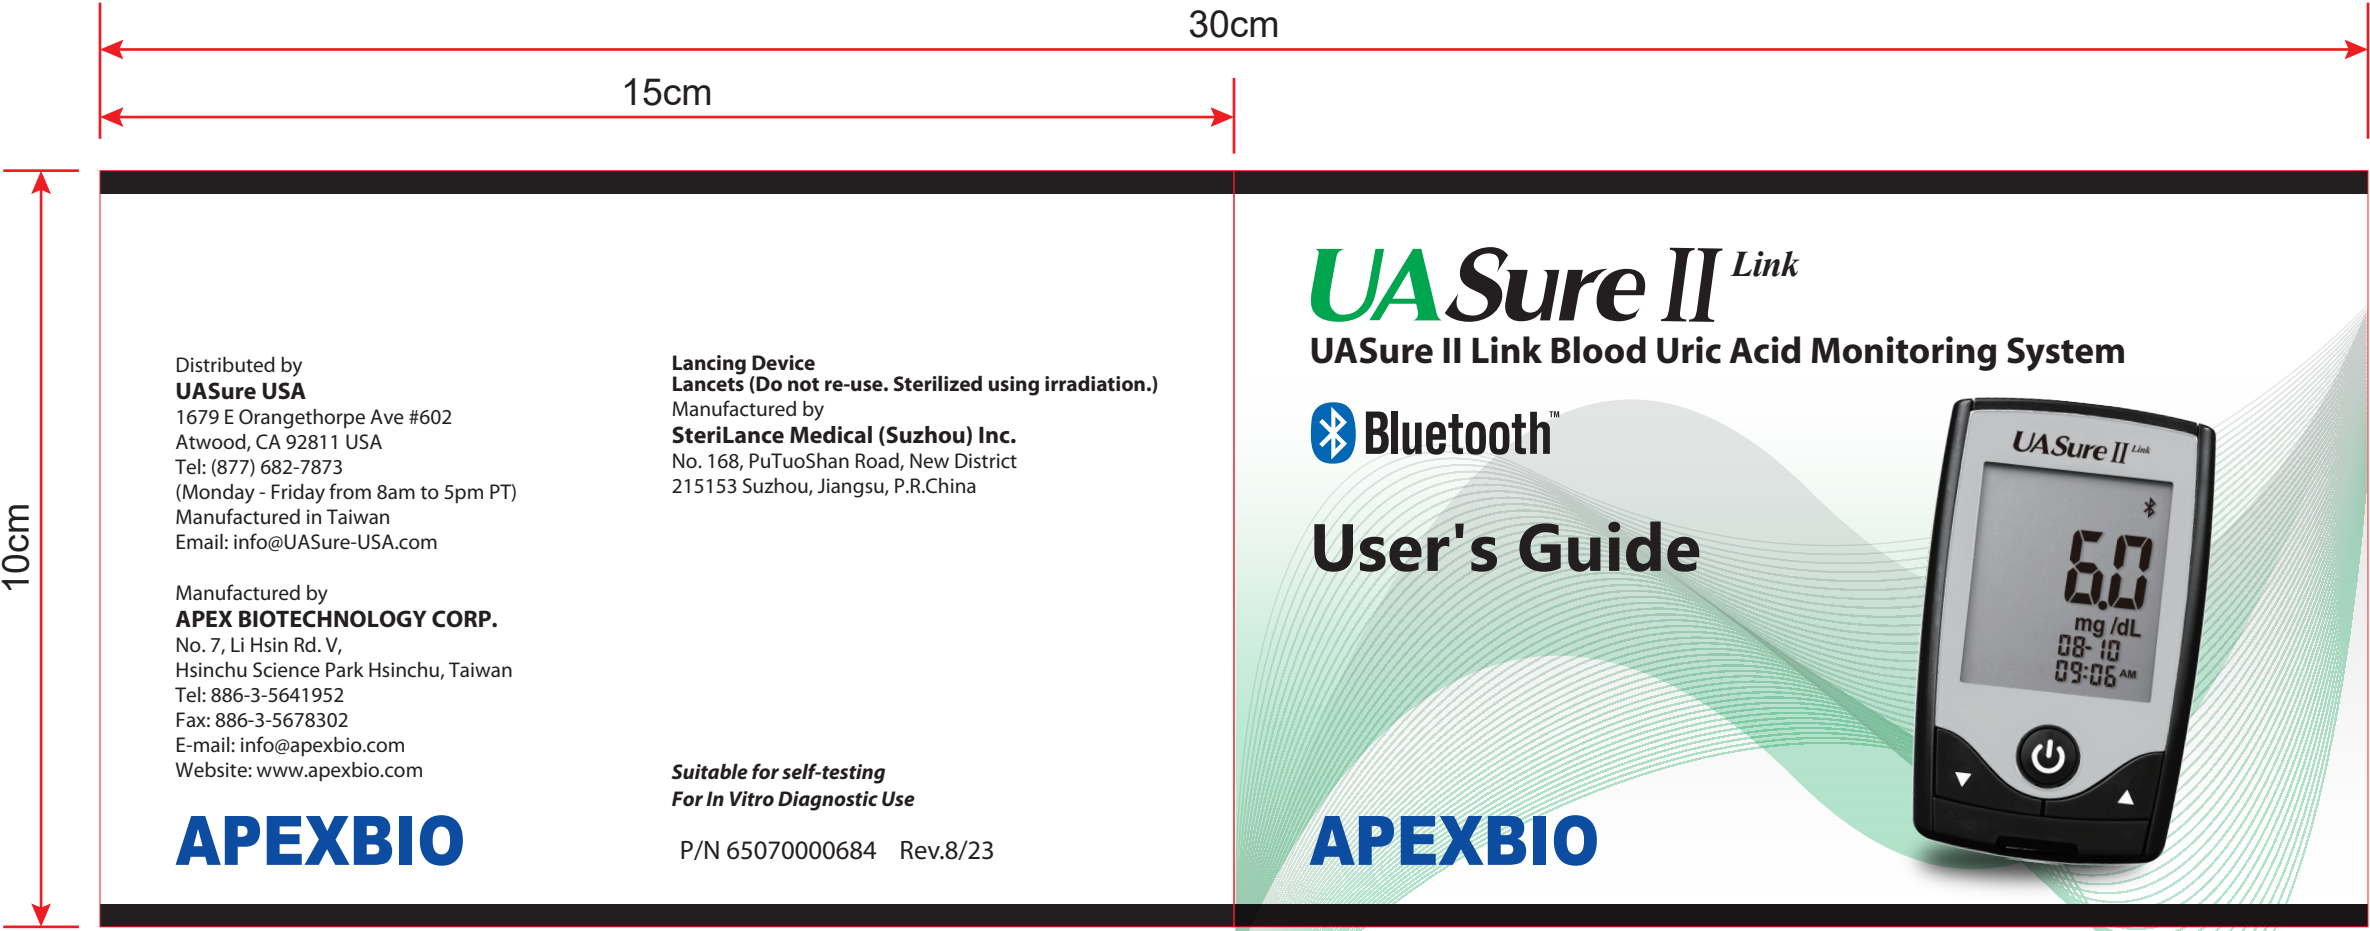 30cm
15cm
10cm
Distributed by
UASure USA
1679 E Orangethorpe Ave #602
Atwood, CA 92811 USA
Tel: (877) 682-7873
(Monday - Friday from 8am to 5pm PT)
Manufactured in Taiwan
Email: info@UASure-USA.com
Manufactured by
APEX BIOTECHNOLOGY CORP.
No. 7, Li Hsin Rd. V,
Hsinchu Science Park Hsinchu, Taiwan
Tel: 886-3-5641952
Fax: 886-3-5678302
E-mail: info@apexbio.com
Website: www.apexbio.com
APEXBIO
Lancing Device
Lancets (Do not re-use. Sterilized using irradiation.)
Manufactured by
SteriLance Medical (Suzhou) Inc.
No. 168, PuTuoShan Road, New District
215153 Suzhou, Jiangsu, P.R.China
Suitable for self-testing
For In Vitro Diagnostic Use
P/N 65070000684 Rev.8/23
UASure II Link
UASure II Link Blood Uric Acid Monitoring System
Bluetooth™
User's Guide
APEXBIO
UASure II Link
6.0
mg/dL
08-10
09:06 AM